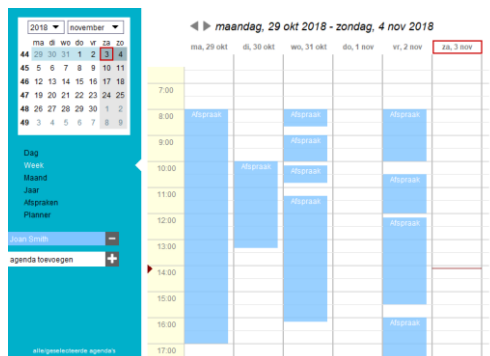 2018 november
ma di wo do vr za zo
44 29 30 31 1 2 3 4
45 5 6 7 8 9 10 11
46 12 13 14 15 16 17 18
47 19 20 21 22 23 24 25
48 26 27 28 29 30 1 2
49 3 4 5 6 7 8 9
Dag
Week
Maand
Jaar
Afspraken
Planner
Joan Smith
agenda toevoegen
alle/geselecteerde agenda's
maandag, 29 okt 2018 - zondag, 4 nov 2018
ma, 29 okt di, 30 okt wo, 31 okt do, 1 nov vr, 2 nov za, 3 nov
7:00
8:00 Afspraak Afspraak Afspraak
9:00 Afspraak
10:00 Afspraak Afspraak
Afspraak
11:00 Afspraak
12:00 Afspraak
13:00
14:00
15:00
16:00 Afspraak
17:00